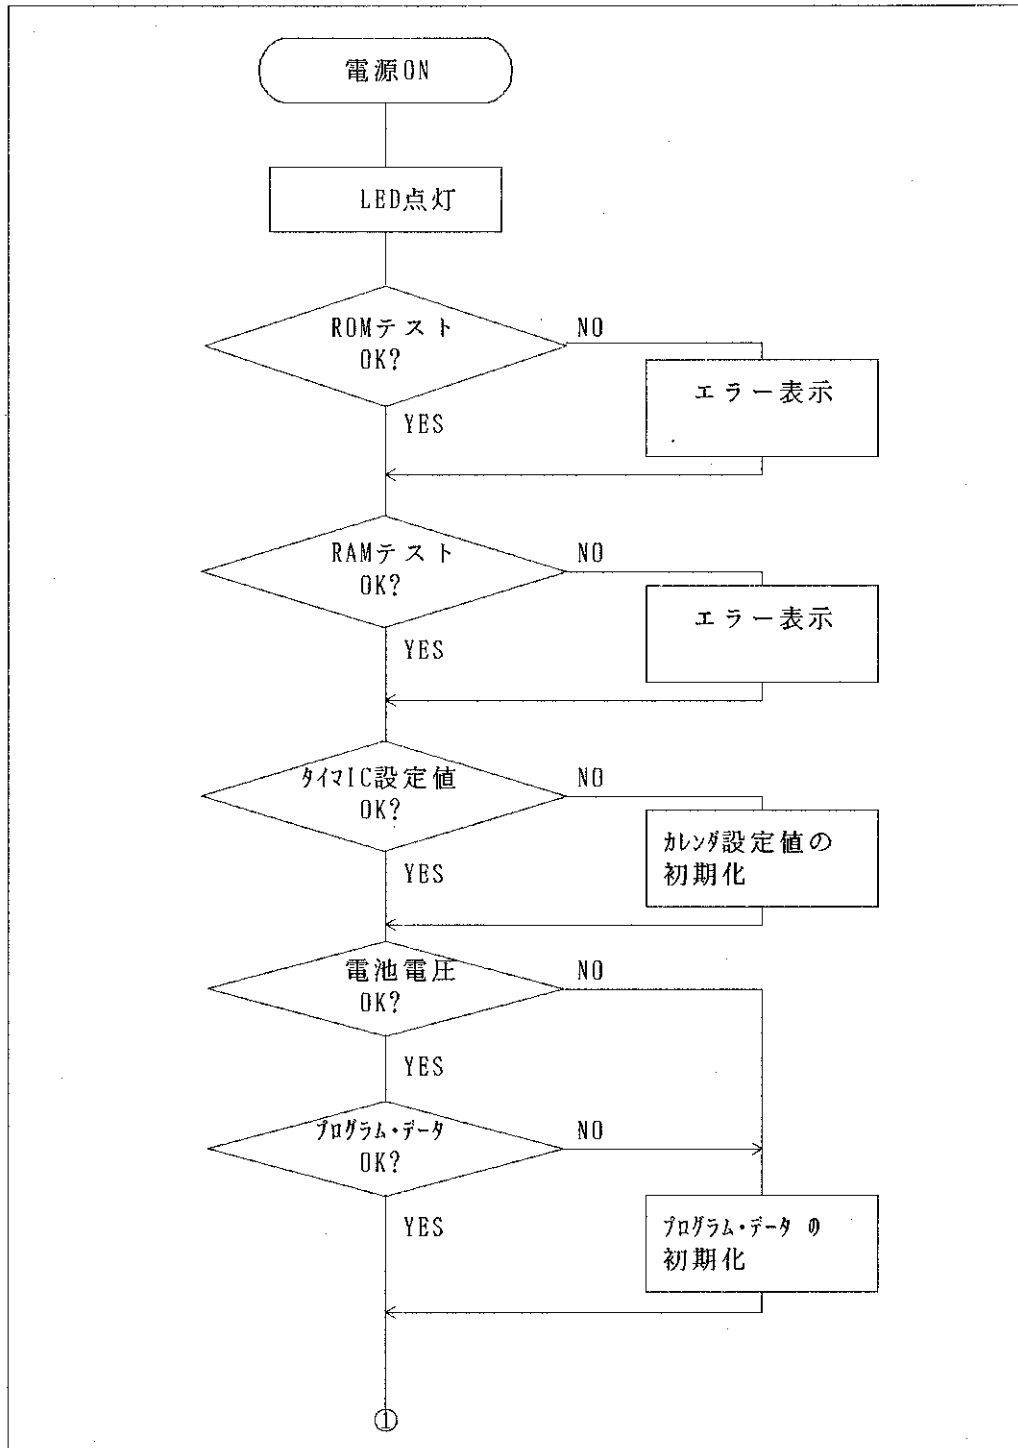 電源ON
LED点灯
ROMテスト
OK?
NO
エラー表示
YES
RAMテスト
OK?
NO
エラー表示
YES
タイマIC設定値
OK?
NO
カレンダ設定値の
初期化
YES
電池電圧
OK?
NO
YES
プログラム・データ
OK?
NO
YES
プログラム・データ の
初期化
①